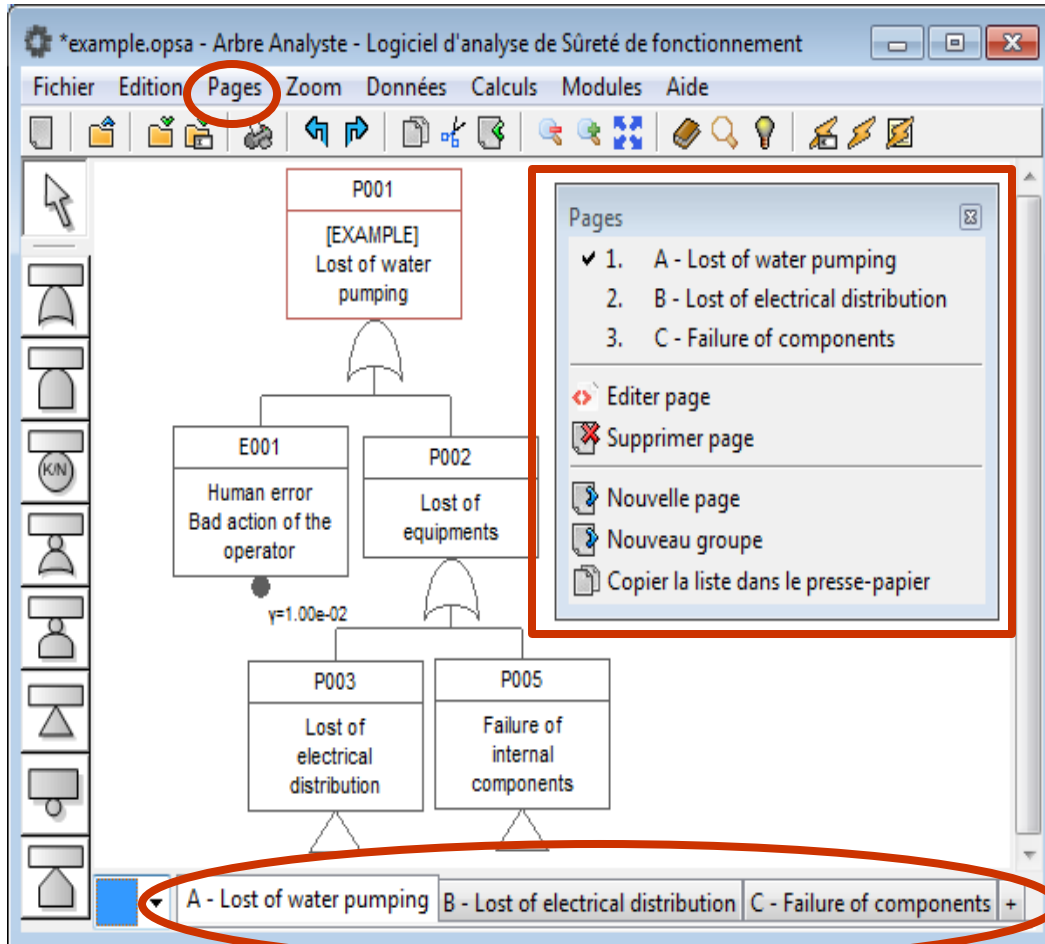 *example.opsa - Arbre Analyste - Logiciel d'analyse de Sûreté de fonctionnement
Fichier Edition Pages Zoom Données Calculs Modules Aide
P001
[EXAMPLE]
Lost of water
pumping
E001
Human error
Bad action of the
operator
γ=1.00e-02
P002
Lost of
equipments
P003
Lost of
electrical
distribution
P005
Failure of
internal
components
K/N
Pages
✔ 1. A - Lost of water pumping
2. B - Lost of electrical distribution
3. C - Failure of components
Editer page
Supprimer page
Nouvelle page
Nouveau groupe
Copier la liste dans le presse-papier
A - Lost of water pumping B - Lost of electrical distribution C - Failure of components +